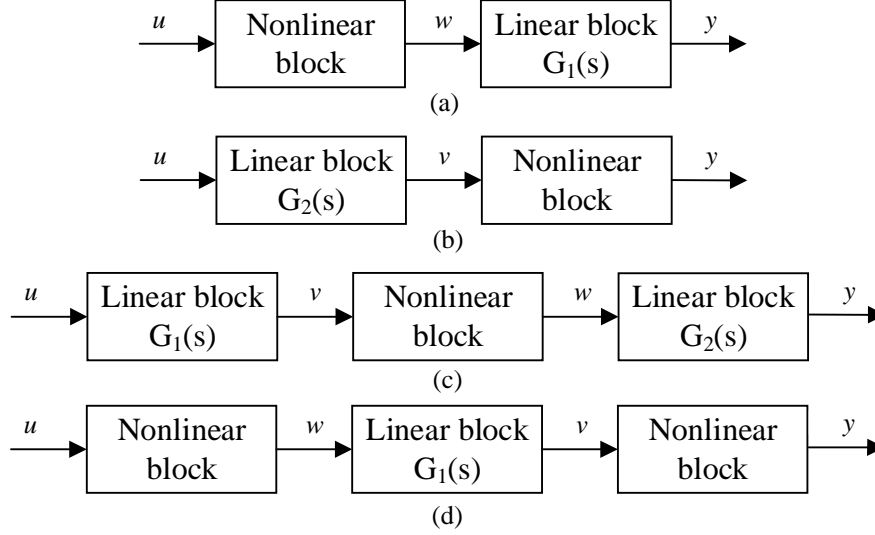 u
Nonlinear
block
w
Linear block
G₁(s)
y
(a)
u
Linear block
G₂(s)
v
Nonlinear
block
y
(b)
u
Linear block
G₁(s)
v
Nonlinear
block
w
Linear block
G₂(s)
y
(c)
u
Nonlinear
block
w
Linear block
G₁(s)
v
Nonlinear
block
y
(d)